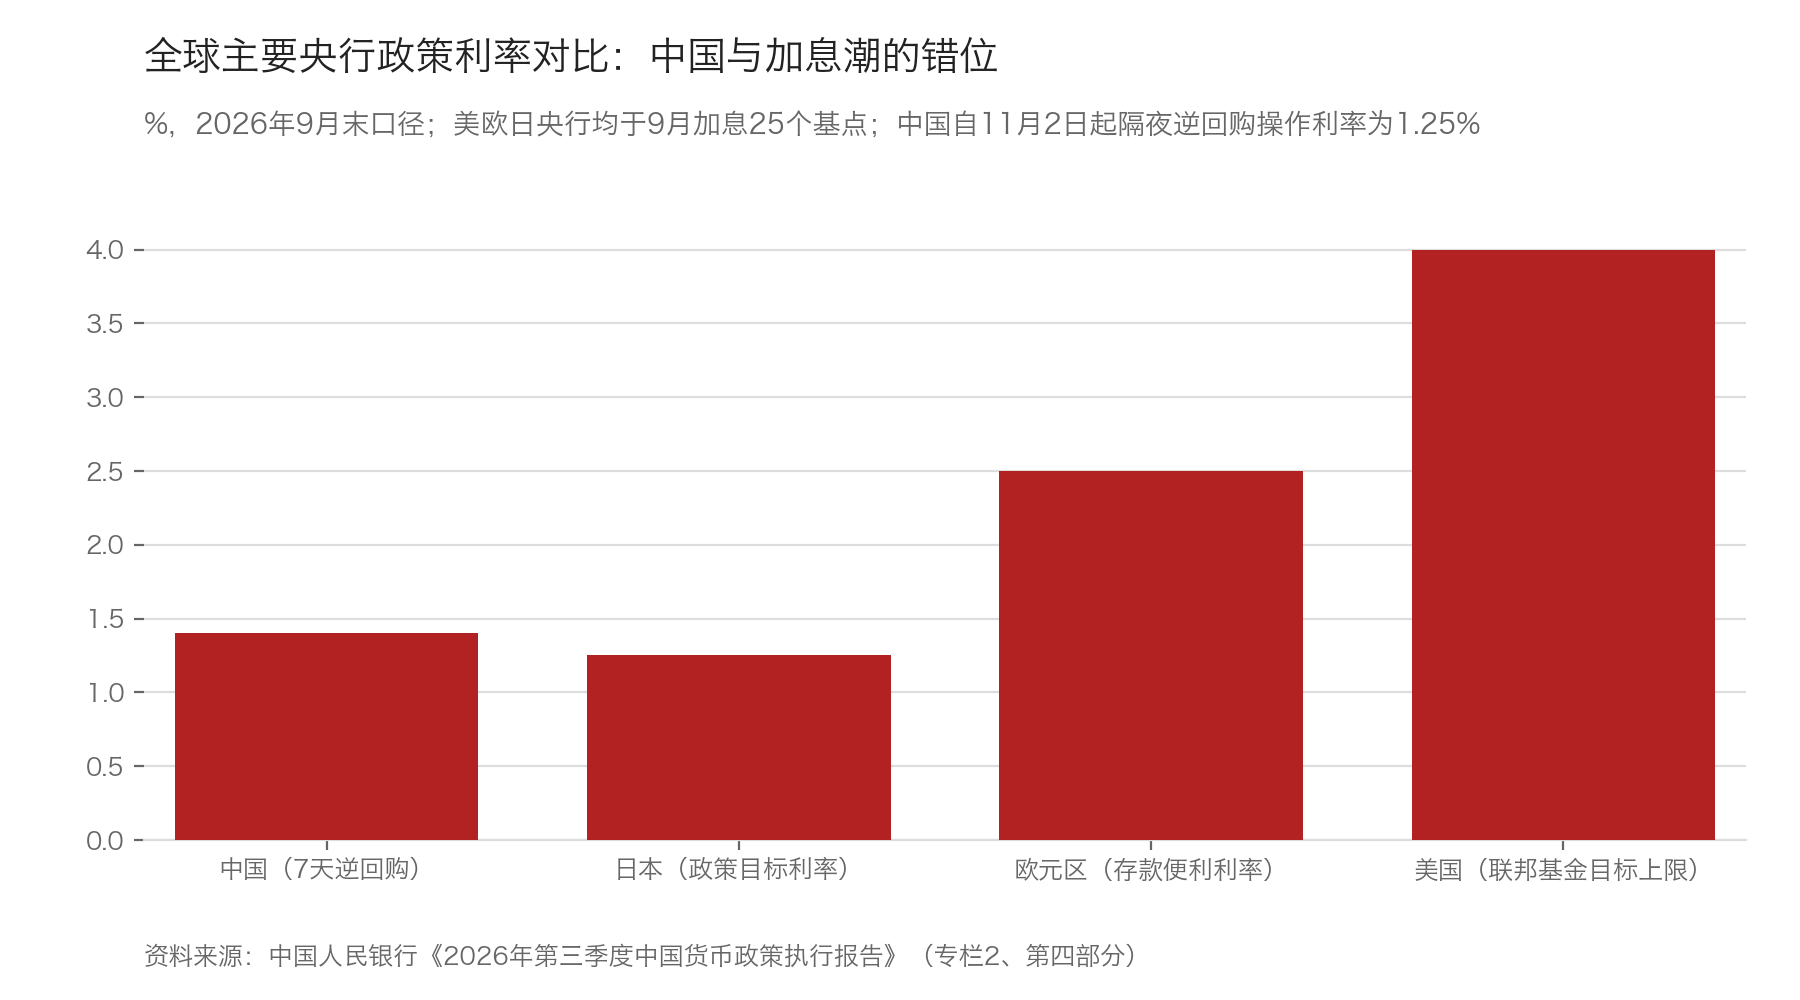 全球主要央行政策利率对比：中国与加息潮的错位
%，2026年9月末口径；美欧日央行均于9月加息25个基点；中国自11月2日起隔夜逆回购操作利率为1.25%
4.0
3.5
3.0
2.5
2.0
1.5
1.0
0.5
0.0
中国（7天逆回购）
日本（政策目标利率）
欧元区（存款便利利率）
美国（联邦基金目标上限）
资料来源：中国人民银行《2026年第三季度中国货币政策执行报告》（专栏2、第四部分）